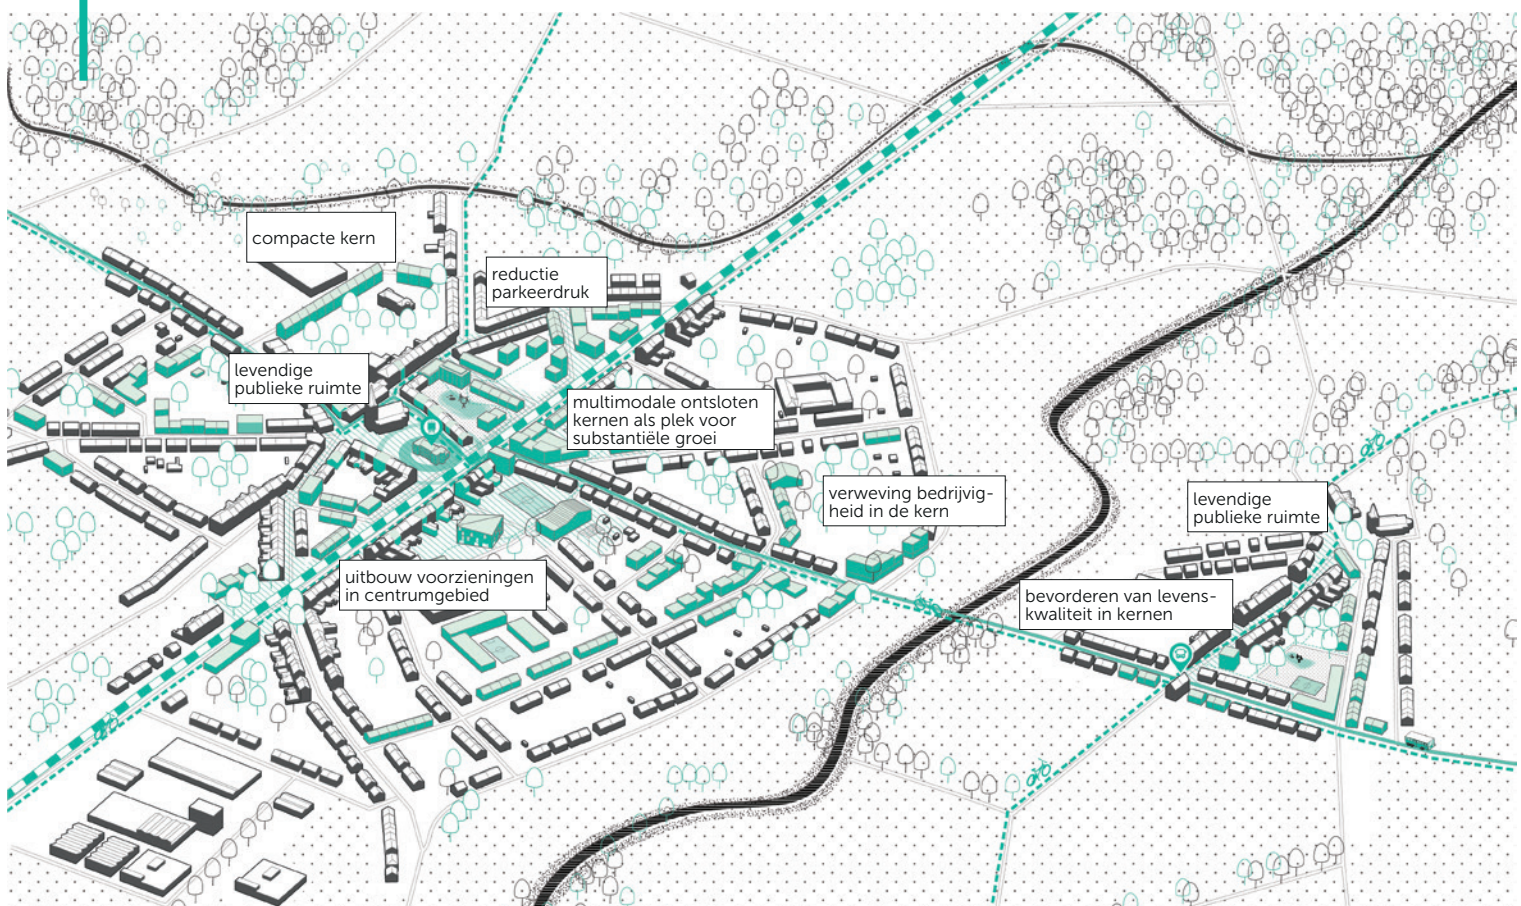 compacte kern
reductie
parkeerdruk
levendige
publieke ruimte
multimodale ontsloten
kernen als plek voor
substantiële groei
verweving bedrijvig-
heid in de kern
levendige
publieke ruimte
uitbouw voorzieningen
in centrumgebied
bevorderen van levens-
kwaliteit in kernen